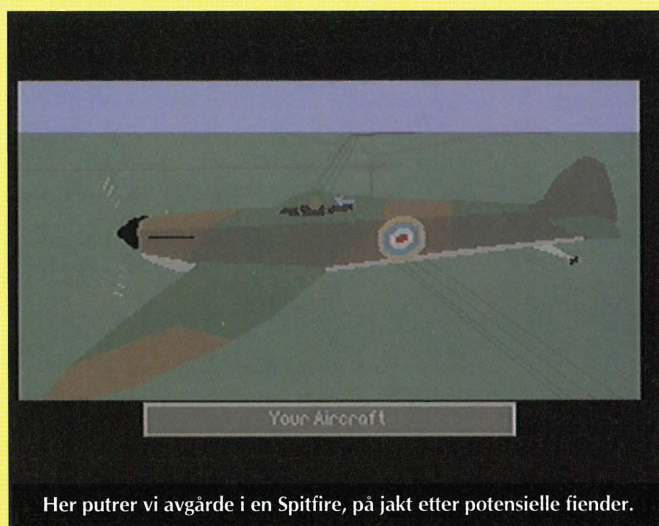 Your Aircraft
Her putrer vi avgårde i en Spitfire, på jakt etter potensielle fiender.